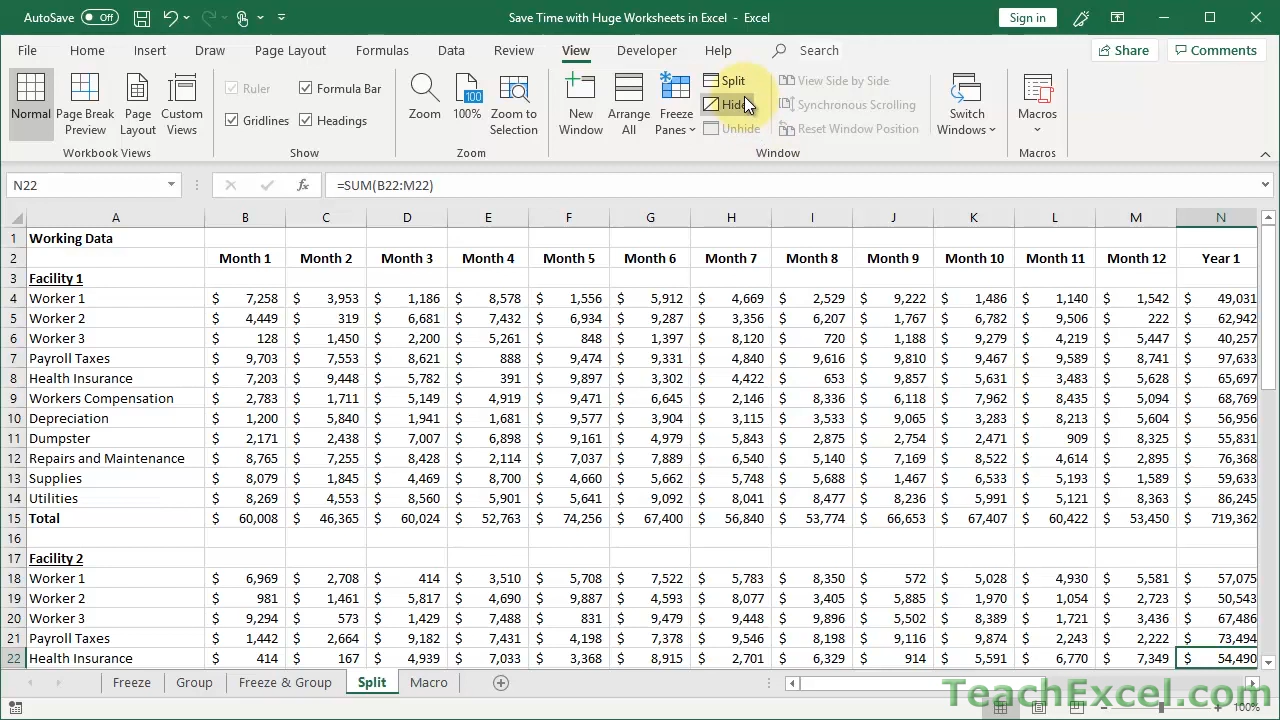 AutoSave Off Save Time with Huge Worksheets in Excel - Excel Sign in
File Home Insert Draw Page Layout Formulas Data Review View Developer Help Search Share Comments
Normal Page Break Preview Page Layout Custom Views Ruler Formula Bar Gridlines Headings Zoom 100 100% Zoom to Selection New Window Arrange All Freeze Panes Split Hide Unhide View Side by Side Synchronous Scrolling Reset Window Position Switch Windows Macros
Workbook Views Show Zoom Window Macros
N22 fx =SUM(B22:M22)
A B C D E F G H I J K L M N
1 Working Data
2 Month 1 Month 2 Month 3 Month 4 Month 5 Month 6 Month 7 Month 8 Month 9 Month 10 Month 11 Month 12 Year 1
3 Facility 1
4 Worker 1 $ 7,258 $ 3,953 $ 1,186 $ 8,578 $ 1,556 $ 5,912 $ 4,669 $ 2,529 $ 9,222 $ 1,486 $ 1,140 $ 1,542 $ 49,031
5 Worker 2 $ 4,449 $ 319 $ 6,681 $ 7,432 $ 6,934 $ 9,287 $ 3,356 $ 6,207 $ 1,767 $ 6,782 $ 9,506 $ 222 $ 62,942
6 Worker 3 $ 128 $ 1,450 $ 2,200 $ 5,261 $ 848 $ 1,397 $ 8,120 $ 720 $ 1,188 $ 9,279 $ 4,219 $ 5,447 $ 40,257
7 Payroll Taxes $ 9,703 $ 7,553 $ 8,621 $ 888 $ 9,474 $ 9,331 $ 4,840 $ 9,616 $ 9,810 $ 9,467 $ 9,589 $ 8,741 $ 97,633
8 Health Insurance $ 7,203 $ 9,448 $ 5,782 $ 391 $ 9,897 $ 3,302 $ 4,422 $ 653 $ 9,857 $ 5,631 $ 3,483 $ 5,628 $ 65,697
9 Workers Compensation $ 2,783 $ 1,711 $ 5,149 $ 4,919 $ 9,471 $ 6,645 $ 2,146 $ 8,336 $ 6,118 $ 7,962 $ 8,435 $ 5,094 $ 68,769
10 Depreciation $ 1,200 $ 5,840 $ 1,941 $ 1,681 $ 9,577 $ 3,904 $ 3,115 $ 3,533 $ 9,065 $ 3,283 $ 8,213 $ 5,604 $ 56,956
11 Dumpster $ 2,171 $ 2,438 $ 7,007 $ 6,898 $ 9,161 $ 4,979 $ 5,843 $ 2,875 $ 2,754 $ 2,471 $ 909 $ 8,325 $ 55,831
12 Repairs and Maintenance $ 8,765 $ 7,255 $ 8,428 $ 2,114 $ 7,037 $ 7,889 $ 6,540 $ 5,140 $ 7,169 $ 8,522 $ 4,614 $ 2,895 $ 76,368
13 Supplies $ 8,079 $ 1,845 $ 4,469 $ 8,700 $ 4,660 $ 5,662 $ 5,748 $ 5,688 $ 1,467 $ 6,533 $ 5,193 $ 1,589 $ 59,633
14 Utilities $ 8,269 $ 4,553 $ 8,560 $ 5,901 $ 5,641 $ 9,092 $ 8,041 $ 8,477 $ 8,236 $ 5,991 $ 5,121 $ 8,363 $ 86,245
15 Total $ 60,008 $ 46,365 $ 60,024 $ 52,763 $ 74,256 $ 67,400 $ 56,840 $ 53,774 $ 66,653 $ 67,407 $ 60,422 $ 53,450 $ 719,362
16
17 Facility 2
18 Worker 1 $ 6,969 $ 2,708 $ 414 $ 3,510 $ 5,708 $ 7,522 $ 5,783 $ 8,350 $ 572 $ 5,028 $ 4,930 $ 5,581 $ 57,075
19 Worker 2 $ 981 $ 1,461 $ 5,817 $ 4,690 $ 9,887 $ 4,593 $ 8,077 $ 3,405 $ 5,885 $ 1,970 $ 1,054 $ 2,723 $ 50,543
20 Worker 3 $ 9,294 $ 573 $ 1,429 $ 7,488 $ 831 $ 9,479 $ 9,448 $ 9,896 $ 5,502 $ 8,389 $ 1,721 $ 3,436 $ 67,486
21 Payroll Taxes $ 1,442 $ 2,664 $ 9,182 $ 7,431 $ 4,198 $ 7,378 $ 9,546 $ 8,198 $ 9,116 $ 9,874 $ 2,243 $ 2,222 $ 73,494
22 Health Insurance $ 414 $ 167 $ 4,939 $ 7,033 $ 3,368 $ 8,915 $ 2,701 $ 6,329 $ 914 $ 5,591 $ 6,770 $ 7,349 $ 54,490
Freeze Group Freeze & Group Split Macro
TeachExcel.com
100%